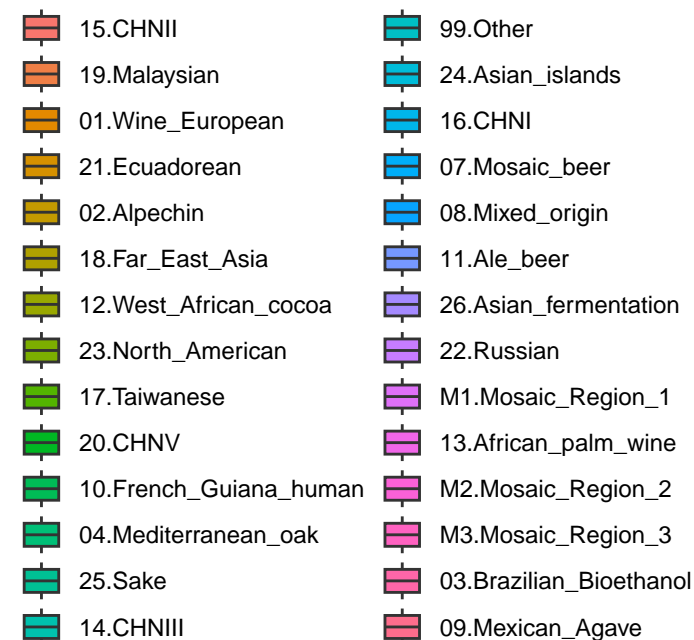 15.CHNII
19.Malaysian
01.Wine_European
21.Ecuadorean
02.Alpechin
18.Far_East_Asia
12.West_African_cocoa
23.North_American
17.Taiwanese
20.CHNV
10.French_Guiana_human
04.Mediterranean_oak
25.Sake
14.CHNIII
99.Other
24.Asian_islands
16.CHNI
07.Mosaic_beer
08.Mixed_origin
11.Ale_beer
26.Asian_fermentation
22.Russian
M1.Mosaic_Region_1
13.African_palm_wine
M2.Mosaic_Region_2
M3.Mosaic_Region_3
03.Brazilian_Bioethanol
09.Mexican_Agave